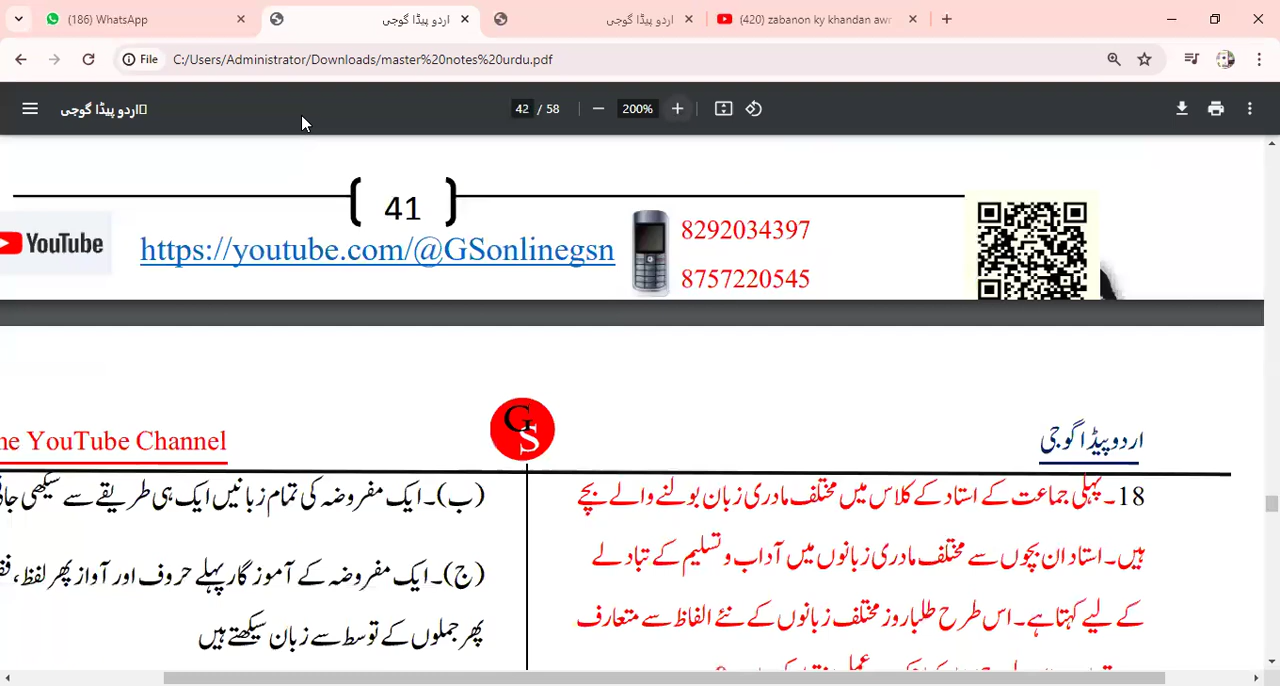 (186) WhatsApp
اردو پیڈا گوجی
اردو پیڈا گوجی
(420) zabanon ky khandan awr
File
C:/Users/Administrator/Downloads/master%20notes%20urdu.pdf
اردو پیڈا گوجی
42 / 58
200%
41
YouTube
https://youtube.com/@GSonlinegsn
8292034397
8757220545
YouTube Channel
GS
اردو پیڈا گوجی
18۔ پہلی جماعت کے استاد کے کلاس میں مختلف مادری زبان بولنے والے بچے
ہیں۔ استاد ان بچوں سے مختلف مادری زبانوں میں آداب و تسلیم کے تبادلے
کے لیے کہتا ہے۔ اس طرح طلبا روز مختلف زبانوں کے نئے الفاظ سے متعارف
(ب)۔ ایک مفروضہ کی تمام زبانیں ایک ہی طریقے سے سیکھی
(ج)۔ ایک مفروضہ کے آموز گار پہلے حروف اور آواز پھر لفظ،
پھر جملوں کے توسط سے زبان سیکھتے ہیں